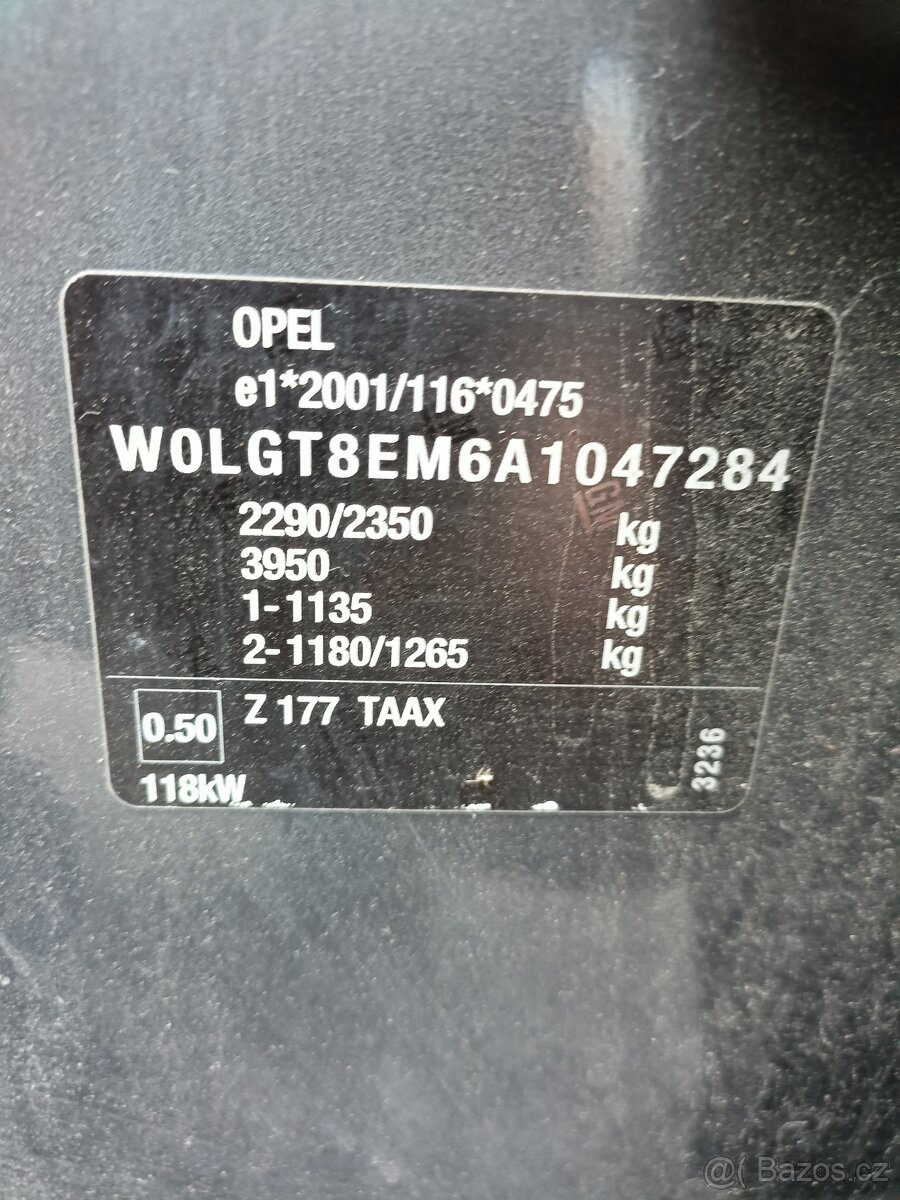 OPEL
e1*2001/116*0475
W0LGT8EM6A1047284
2290/2350 kg
3950 kg
1-1135 kg
2-1180/1265 kg
0.50 Z 177 TAAX
118kW
3236
GM
@( Bazos.cz